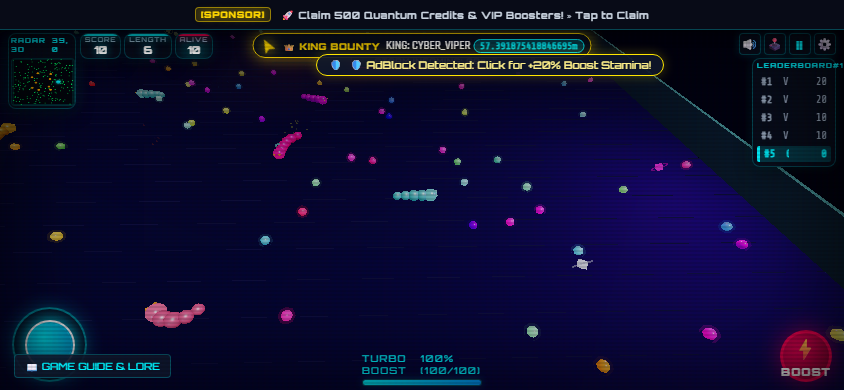 [SPONSOR] 🚀 Claim 500 Quantum Credits & VIP Boosters! » Tap to Claim
RADAR 39, 0
30
SCORE
10
LENGTH
6
ALIVE
10
👑 KING BOUNTY KING: CYBER_VIPER 57.391075410046695m
🛡️ 🛡️ AdBlock Detected: Click for +20% Boost Stamina!
LEADERBOARD #1
#1 V 20
#2 V 20
#3 V 10
#4 V 10
#5 0
GAME GUIDE & LORE
TURBO 100%
BOOST (100/100)
BOOST